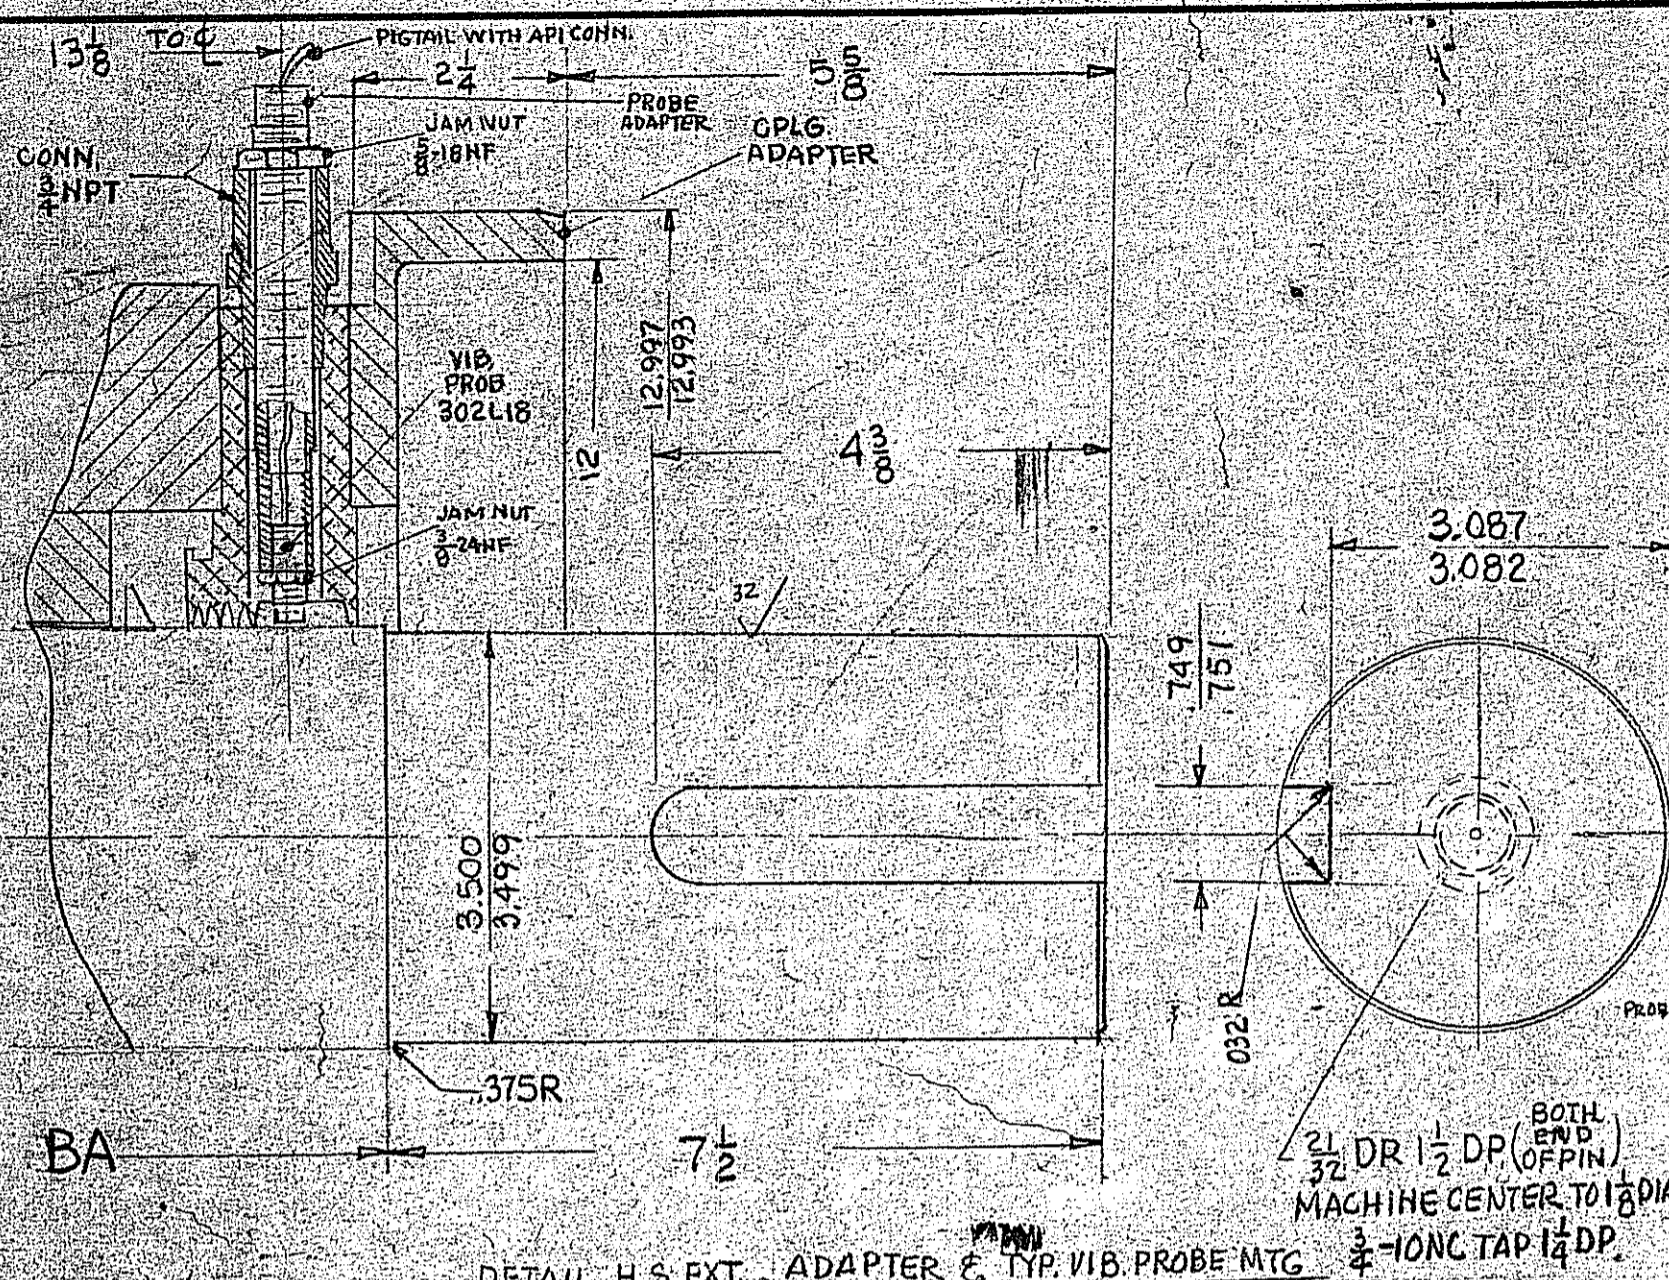 13 1/8 TO ℄
PIGTAIL WITH API CONN.
2 1/4
5 5/8
PROBE
ADAPTER
JAM NUT
5/8-18NF
CPLG.
ADAPTER
CONN.
3/4 NPT
12.997
12.993
VIB.
PROB
302L18
12
4 3/8
JAM NUT
3/8-24NF
3.087
3.082
32
.749
.751
3.500
3.499
.032 R
PROB
.375R
BA
7 1/2
21/32 DR 1 1/2 DP. (BOTH
END
OF PIN)
MACHINE CENTER TO 1 1/8 DIA
3/4-10NC TAP 1 1/4 DP.
DETAIL H.S. EXT. ADAPTER & TYP. VIB. PROBE MTG